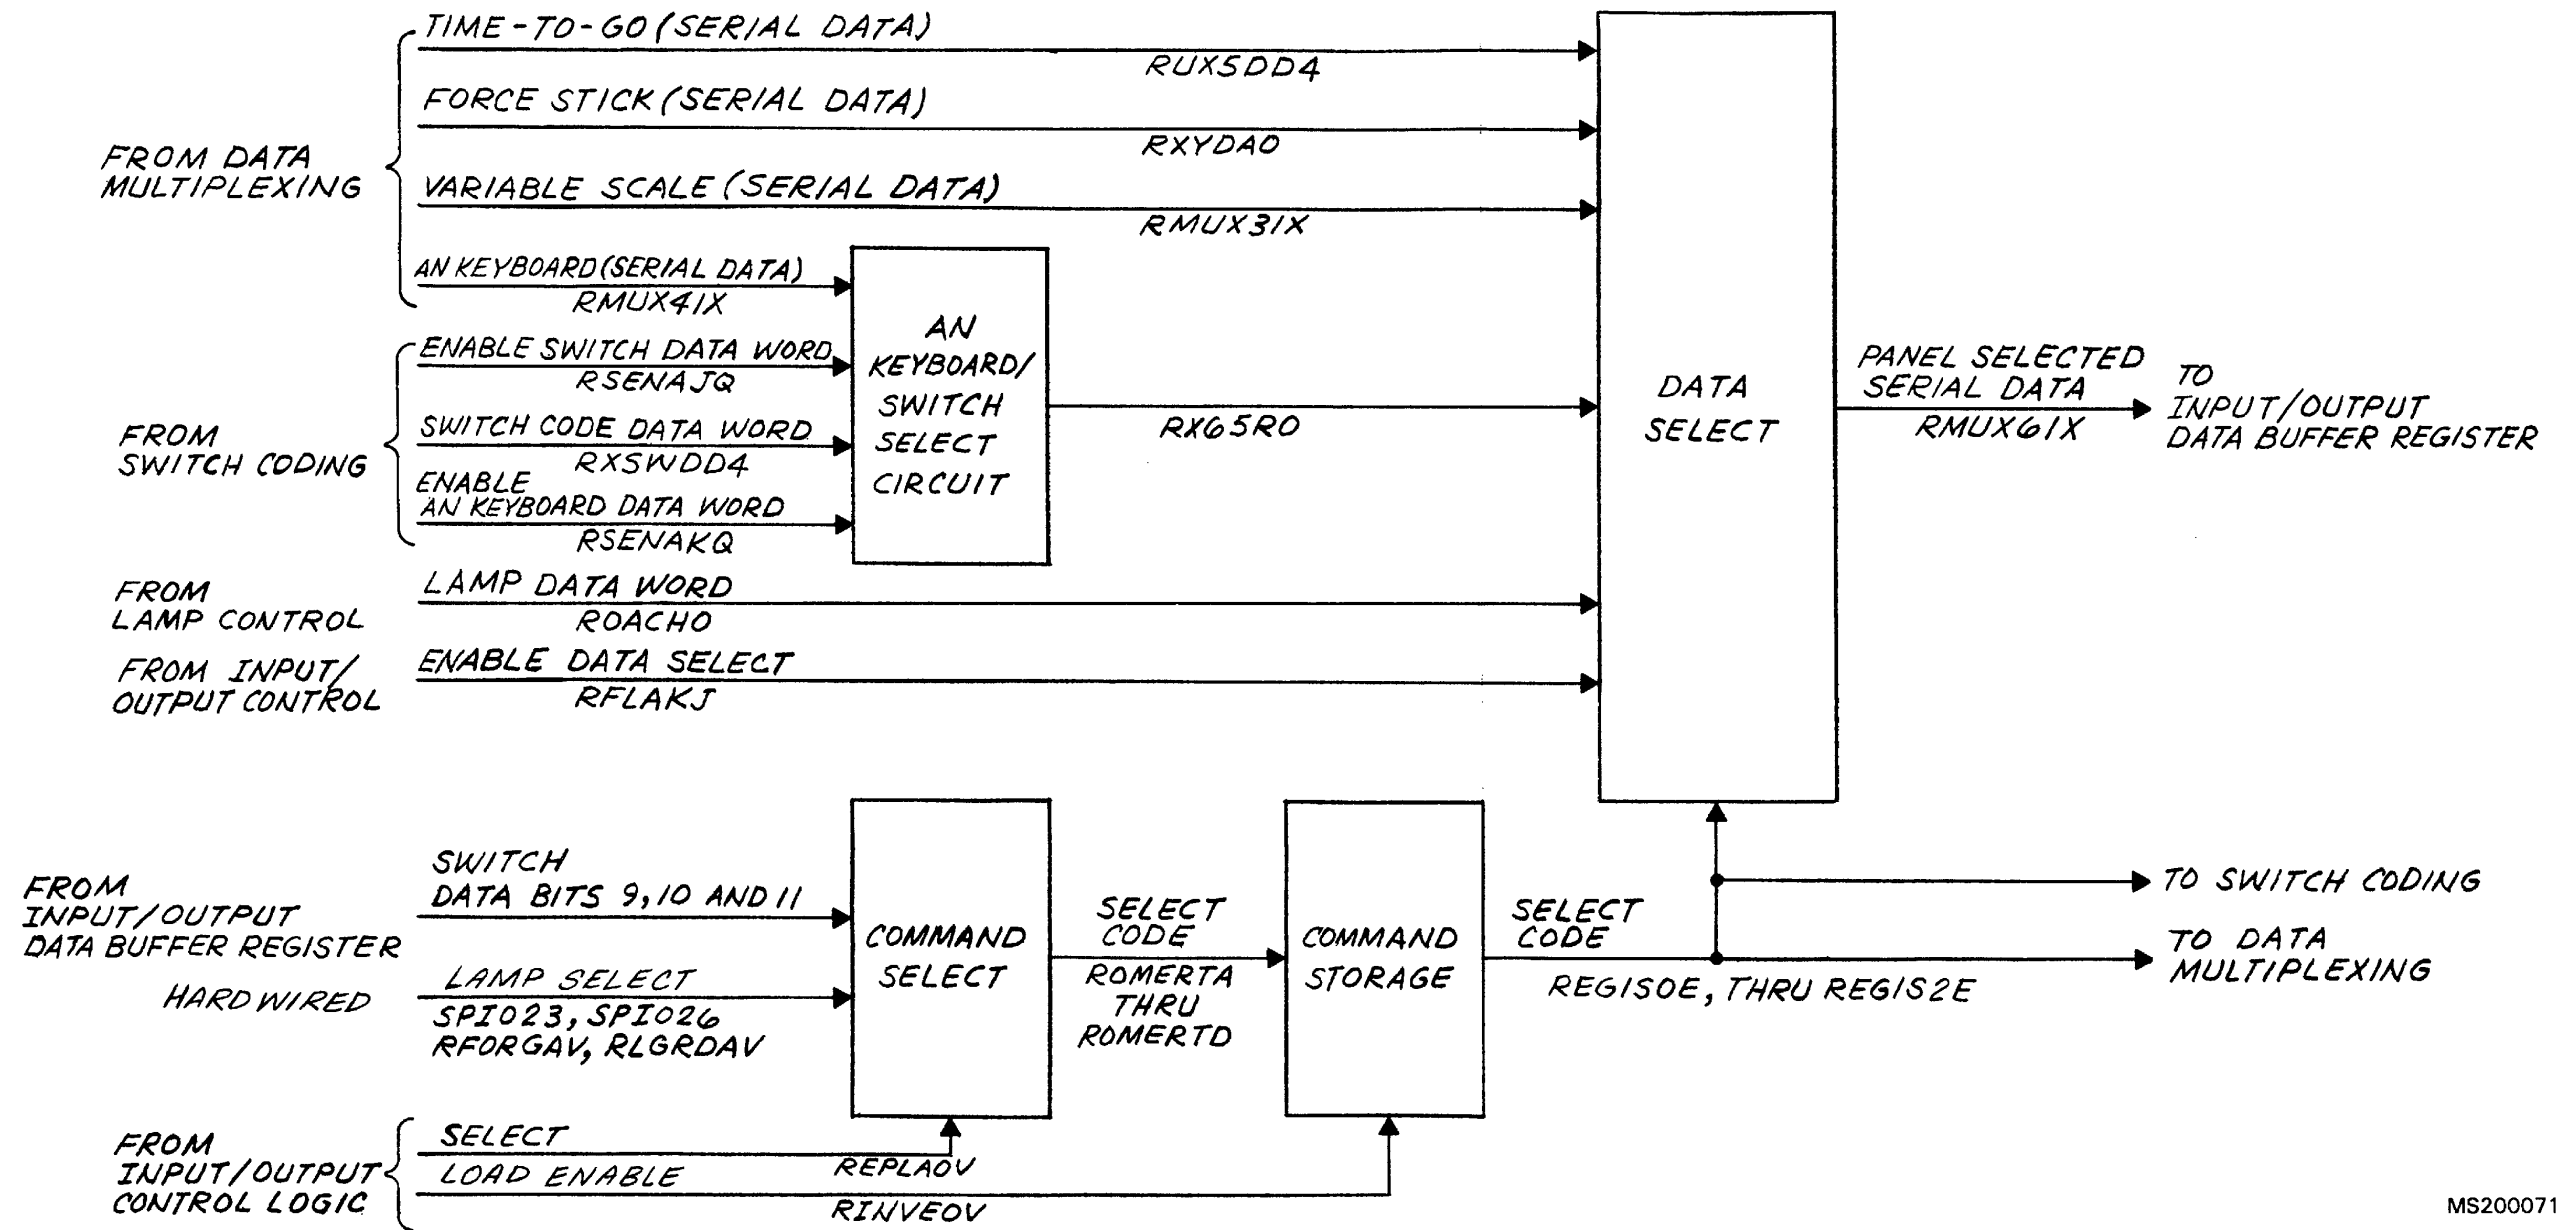 TIME-TO-GO (SERIAL DATA)
RUX5DD4
FORCE STICK (SERIAL DATA)
RXYDAO
FROM DATA
MULTIPLEXING
VARIABLE SCALE (SERIAL DATA)
RMUX31X
AN KEYBOARD (SERIAL DATA)
RMUX41X
ENABLE SWITCH DATA WORD
RSENAJQ
FROM
SWITCH CODING
SWITCH CODE DATA WORD
RXSWDD4
ENABLE
AN KEYBOARD DATA WORD
RSENAKQ
AN
KEYBOARD/
SWITCH
SELECT
CIRCUIT
RX65RO
DATA
SELECT
PANEL SELECTED
SERIAL DATA
RMUX61X
TO
INPUT/OUTPUT
DATA BUFFER REGISTER
FROM
LAMP CONTROL
LAMP DATA WORD
ROACHO
FROM INPUT/
OUTPUT CONTROL
ENABLE DATA SELECT
RFLAKJ
FROM
INPUT/OUTPUT
DATA BUFFER REGISTER
SWITCH
DATA BITS 9, 10 AND 11
HARD WIRED
LAMP SELECT
SPI023, SPI026
RFORGAV, RLGRDAV
COMMAND
SELECT
SELECT
CODE
ROMERTA
THRU
ROMERTD
COMMAND
STORAGE
SELECT
CODE
REGISOE, THRU REGIS2E
TO SWITCH CODING
TO DATA
MULTIPLEXING
FROM
INPUT/OUTPUT
CONTROL LOGIC
SELECT
REPLAOV
LOAD ENABLE
RINVEOV
MS200071